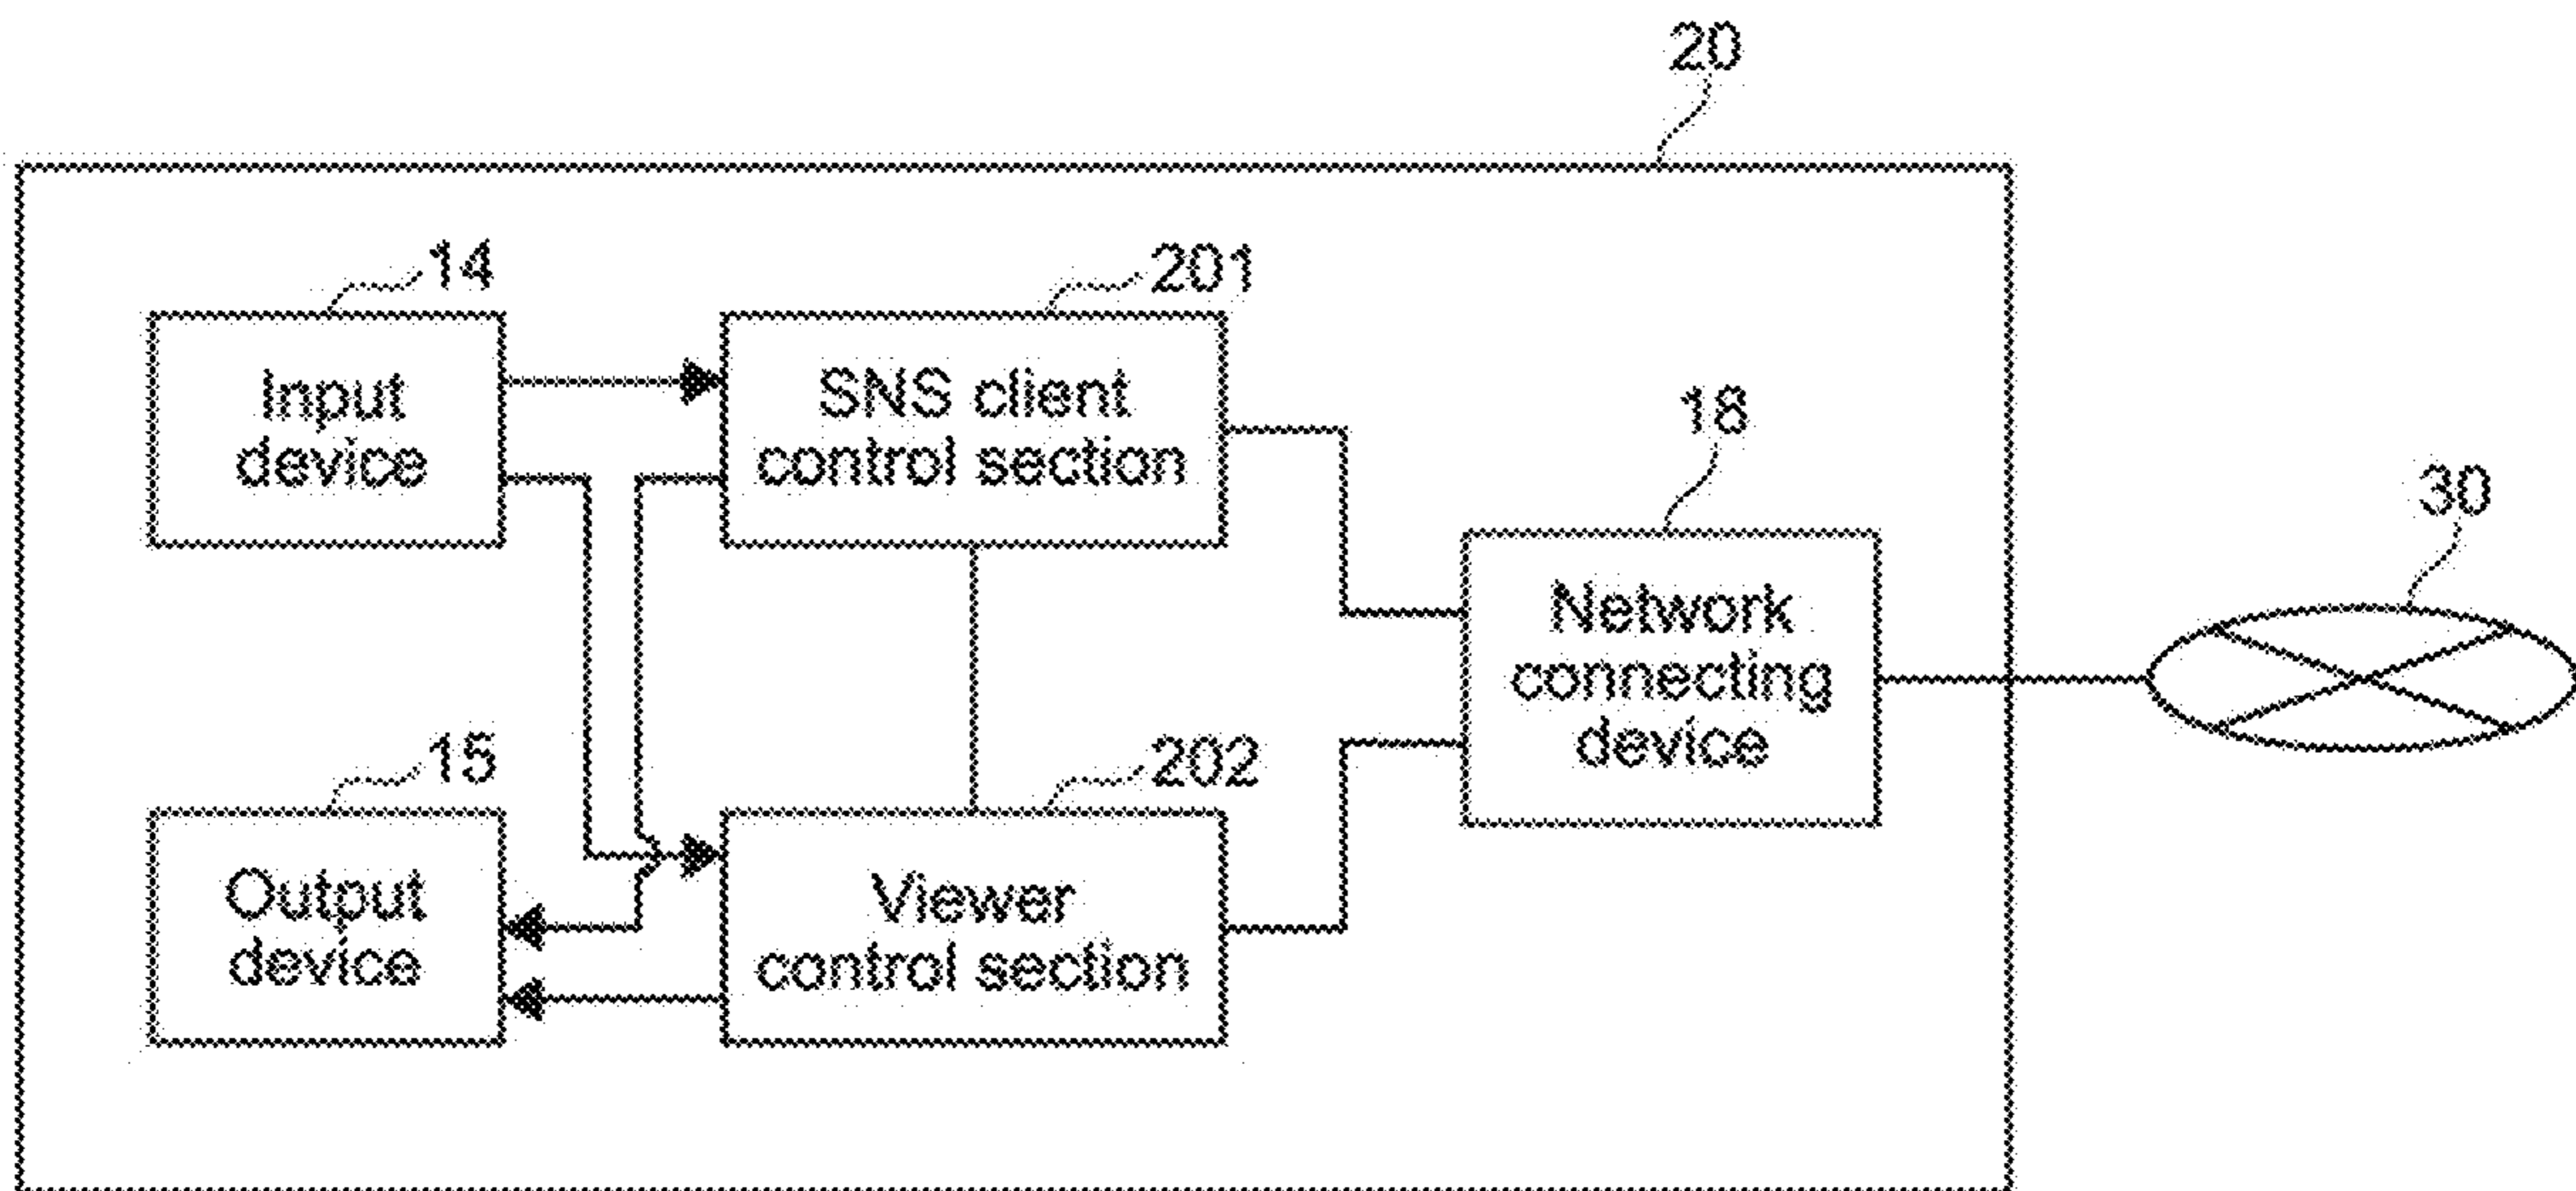 20
14
Input
device
201
SNS client
control section
18
Network
connecting
device
30
15
Output
device
202
Viewer
control section